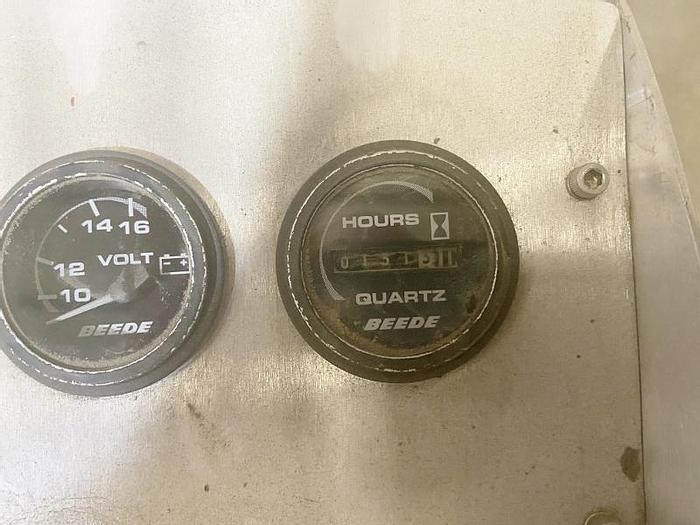 14 16
12 VOLT
10
BEEDE
HOURS
QUARTZ
BEEDE